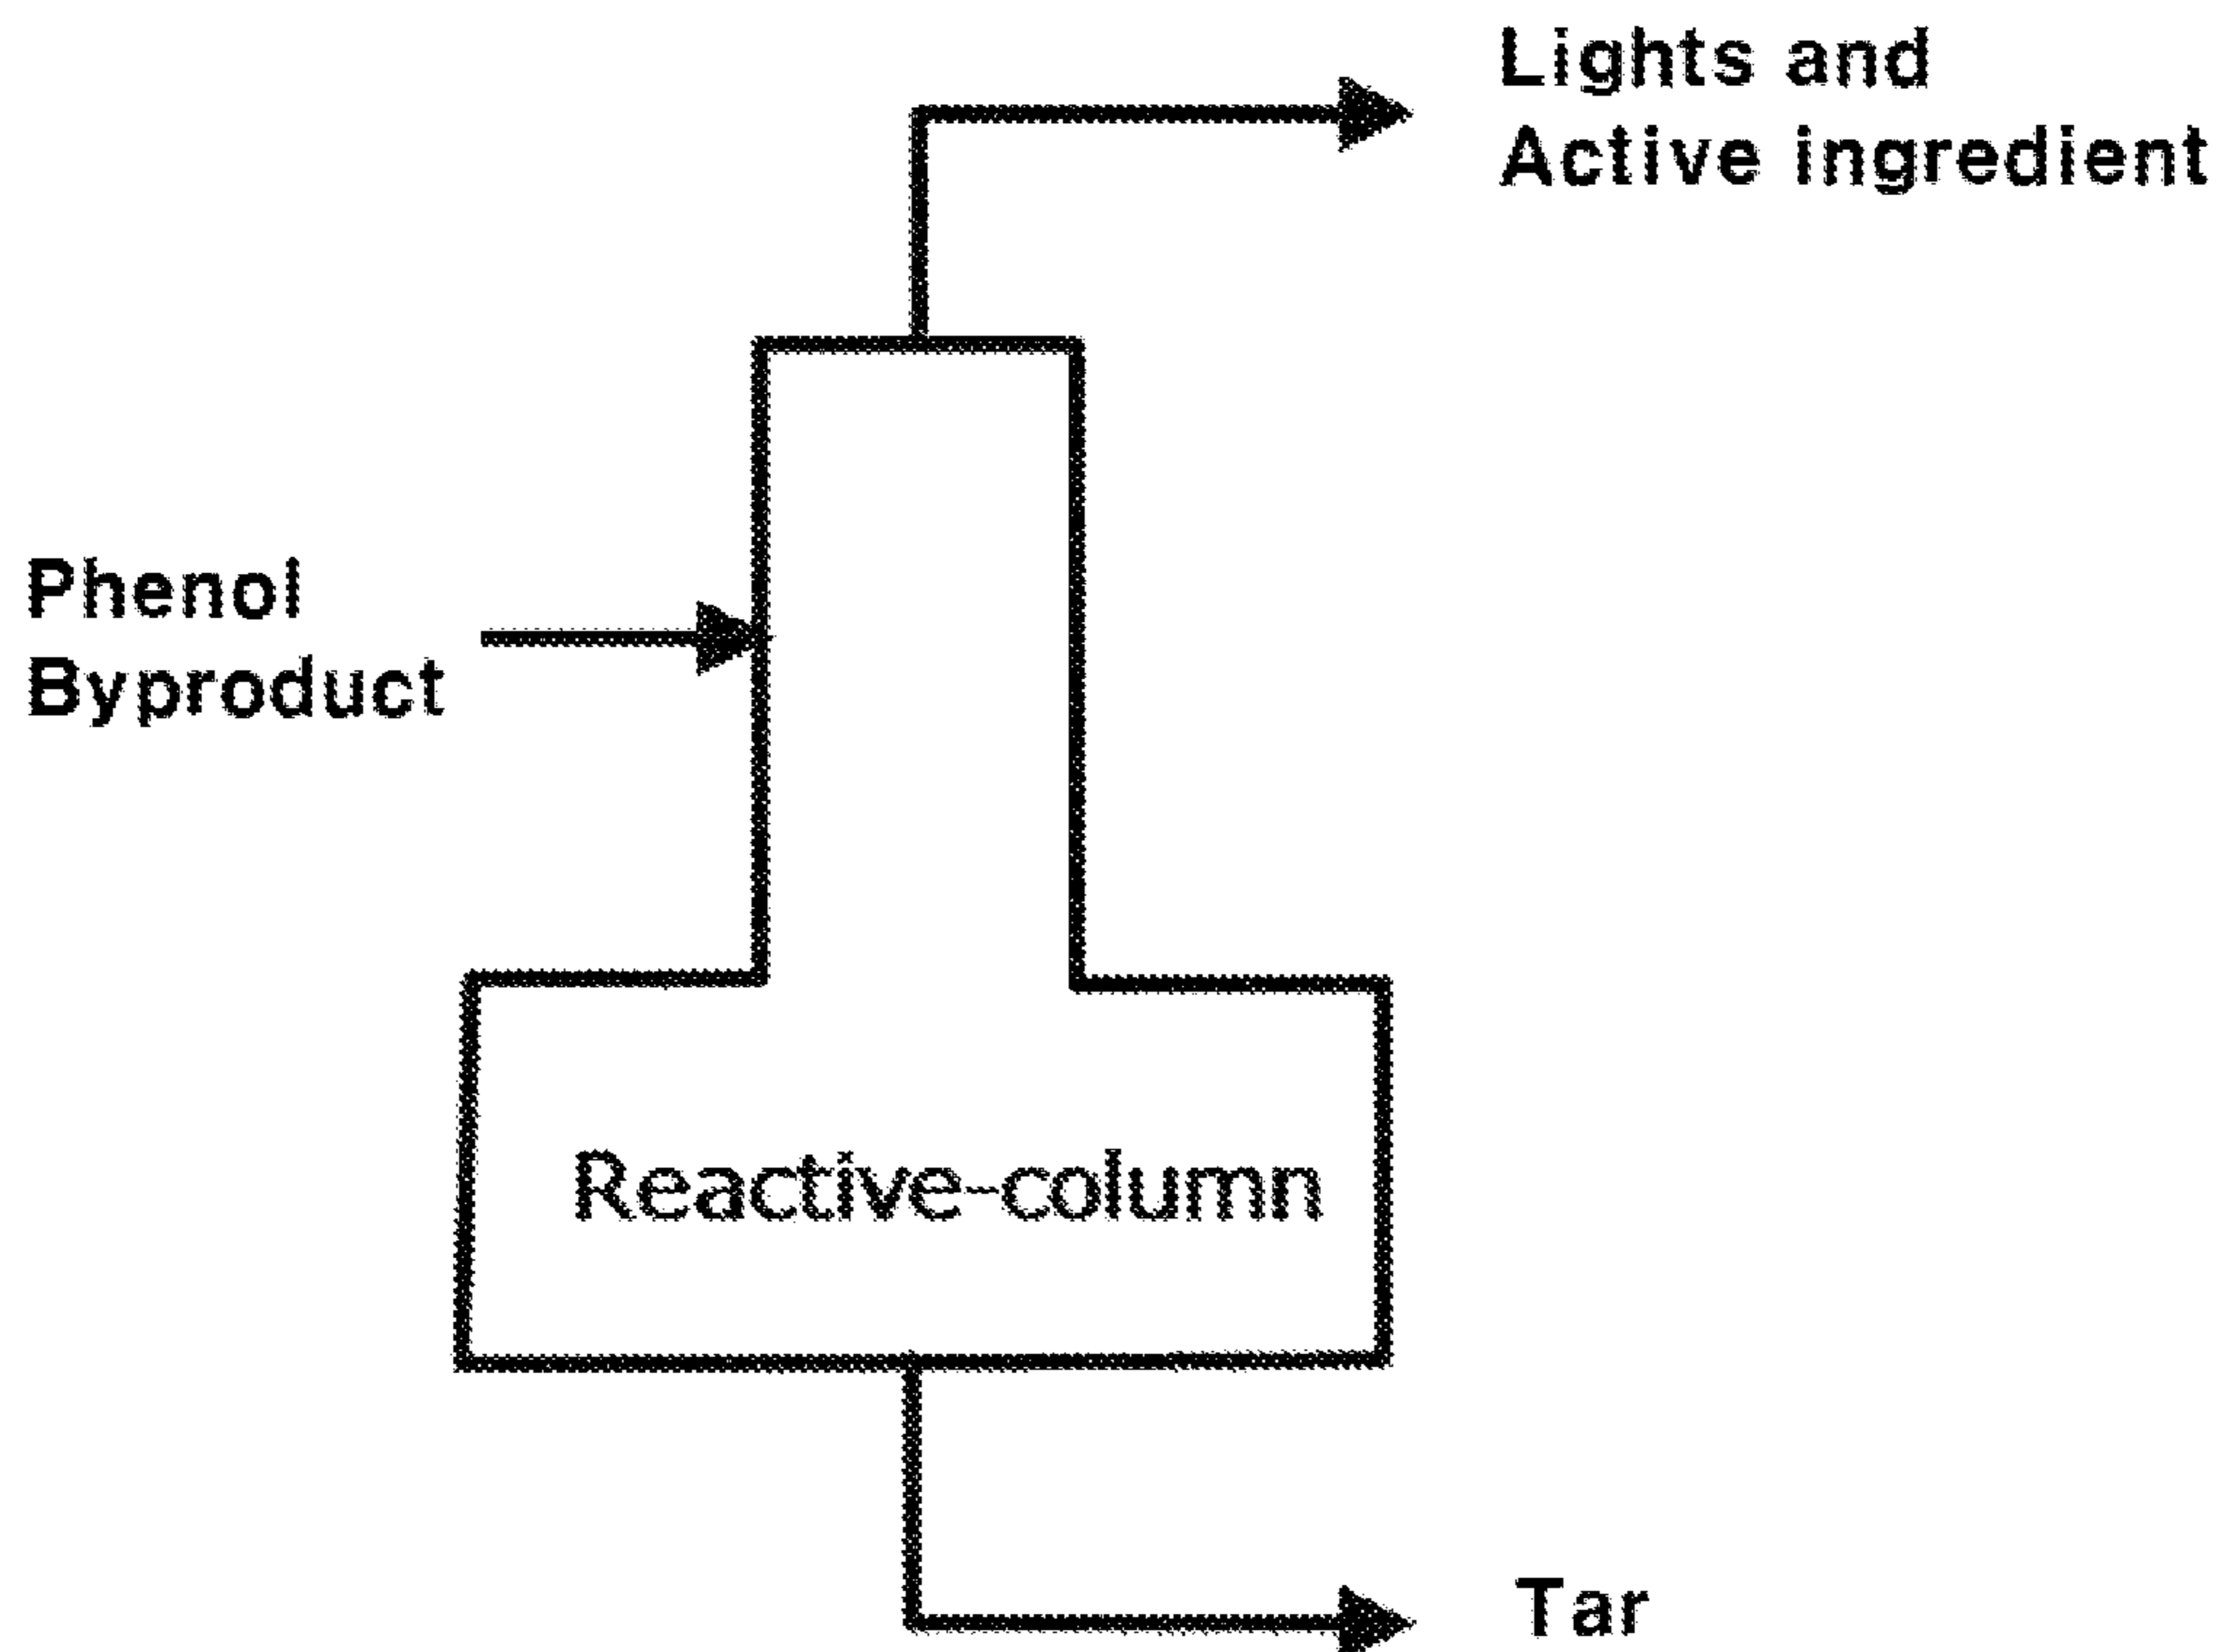 Lights and
Active ingredient
Phenol
Byproduct
Reactive-column
Tar